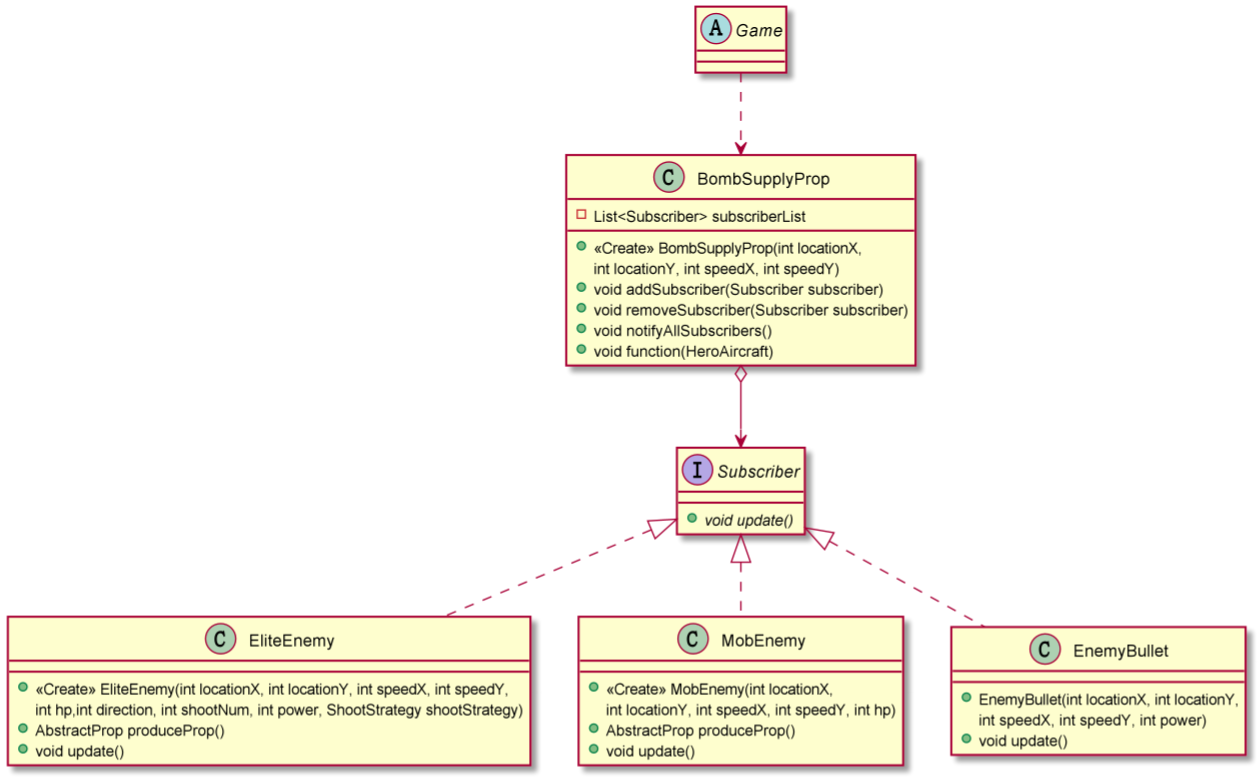 A Game
C BombSupplyProp
List<Subscriber> subscriberList
«Create» BombSupplyProp(int locationX,
int locationY, int speedX, int speedY)
void addSubscriber(Subscriber subscriber)
void removeSubscriber(Subscriber subscriber)
void notifyAllSubscribers()
void function(HeroAircraft)
I Subscriber
void update()
C EliteEnemy
«Create» EliteEnemy(int locationX, int locationY, int speedX, int speedY,
int hp,int direction, int shootNum, int power, ShootStrategy shootStrategy)
AbstractProp produceProp()
void update()
C MobEnemy
«Create» MobEnemy(int locationX,
int locationY, int speedX, int speedY, int hp)
AbstractProp produceProp()
void update()
C EnemyBullet
EnemyBullet(int locationX, int locationY,
int speedX, int speedY, int power)
void update()